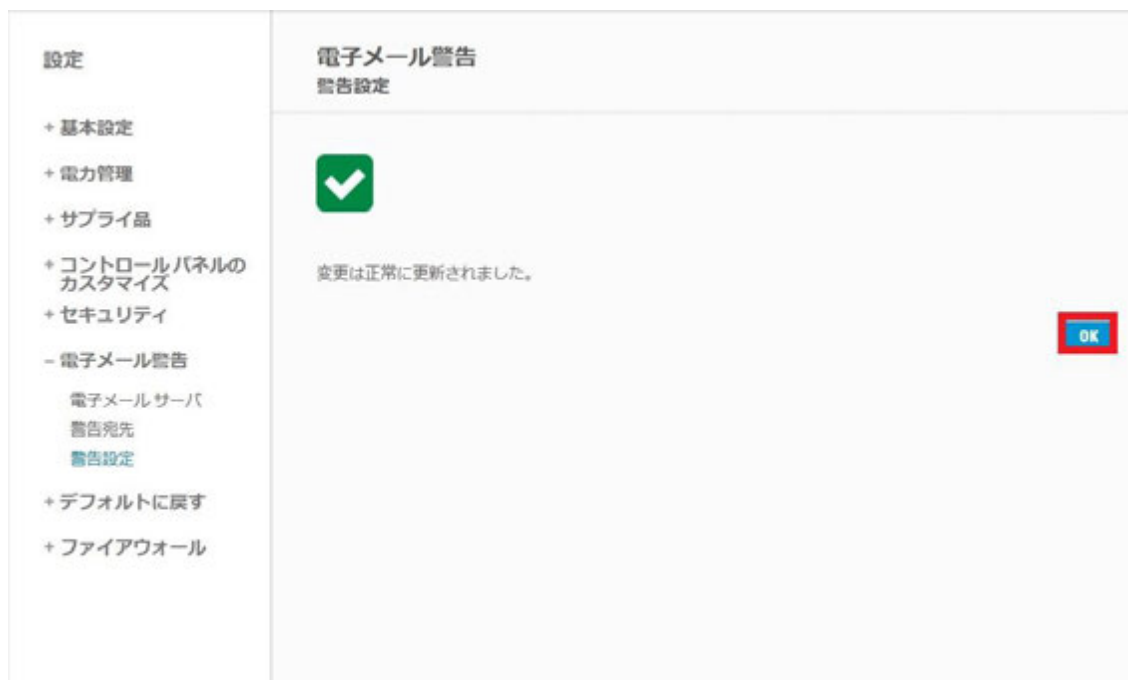 設定
+ 基本設定
+ 電力管理
+ サプライ品
+ コントロール パネルの
カスタマイズ
+ セキュリティ
− 電子メール警告
電子メール サーバ
警告宛先
警告設定
+ デフォルトに戻す
+ ファイアウォール
電子メール警告
警告設定
変更は正常に更新されました。
OK